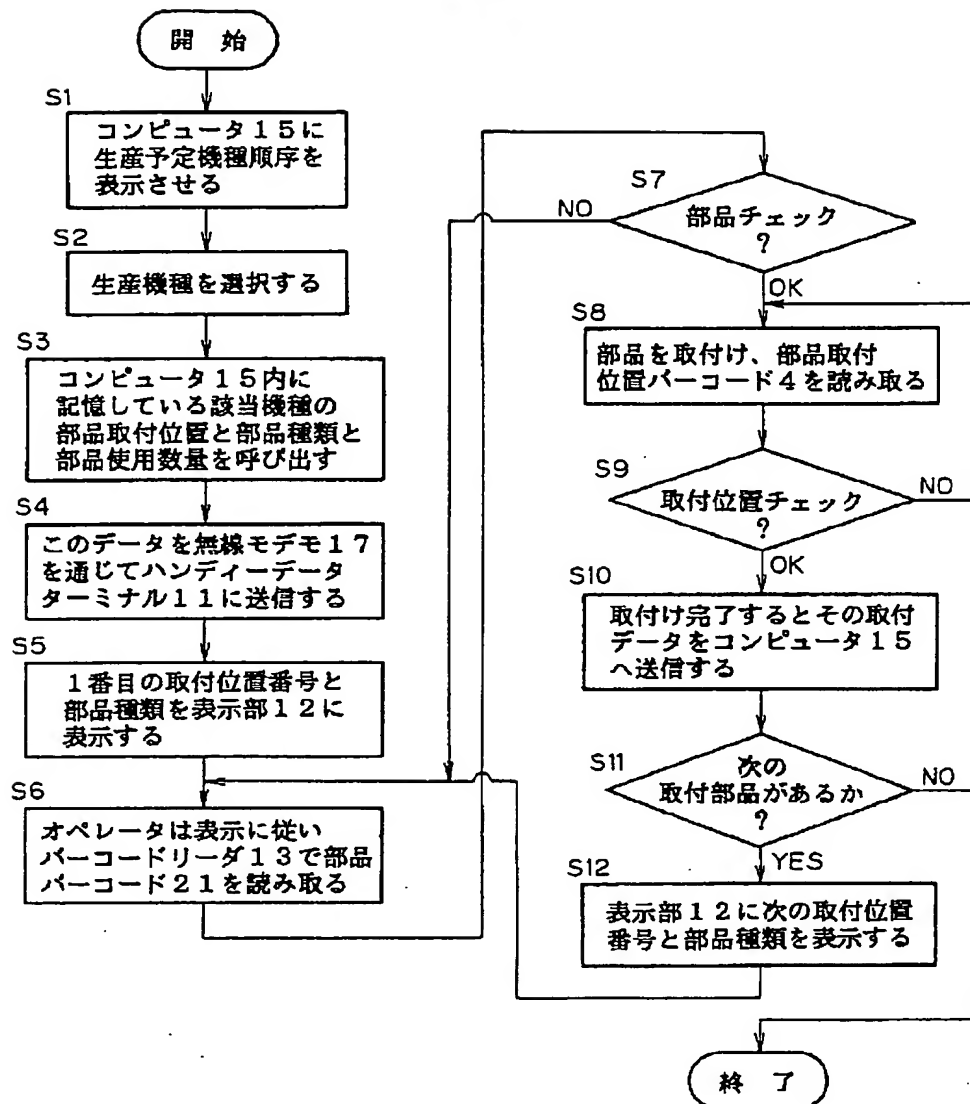 開 始
S1
コンピュータ15に
生産予定機種順序を
表示させる
S2
生産機種を選択する
S3
コンピュータ15内に
記憶している該当機種の
部品取付位置と部品種類と
部品使用数量を呼び出す
S4
このデータを無線モデモ17
を通じてハンディーデータ
ターミナル11に送信する
S5
1番目の取付位置番号と
部品種類を表示部12に
表示する
S6
オペレータは表示に従い
バーコードリーダ13で部品
バーコード21を読み取る
S7
NO
部品チェック
?
OK
S8
部品を取付け、部品取付
位置バーコード4を読み取る
S9
NO
取付位置チェック
?
OK
S10
取付け完了するとその取付
データをコンピュータ15
へ送信する
S11
次の
NO
取付部品があるか
?
YES
S12
表示部12に次の取付位置
番号と部品種類を表示する
終 了